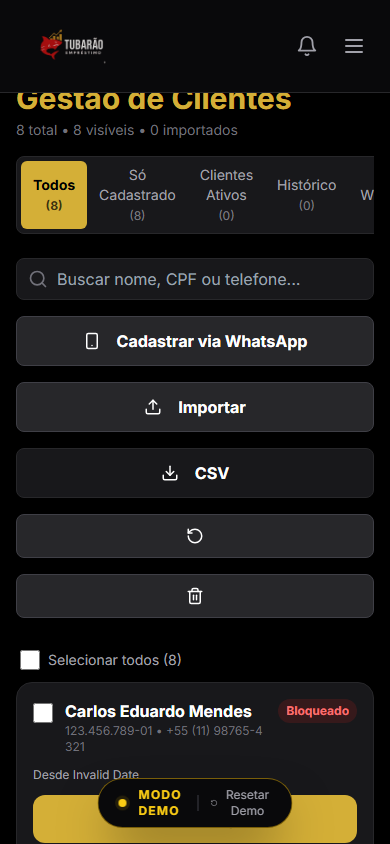 TUBARÃO
EMPRÉSTIMO
Gestão de Clientes
8 total • 8 visíveis • 0 importados
Todos
(8)
Só
Cadastrado
(8)
Clientes
Ativos
(0)
Histórico
(0)
W
Buscar nome, CPF ou telefone...
Cadastrar via WhatsApp
Importar
CSV
Selecionar todos (8)
Carlos Eduardo Mendes
Bloqueado
123.456.789-01 • +55 (11) 98765-4
321
Desde Invalid Date
MODO
DEMO
Resetar
Demo